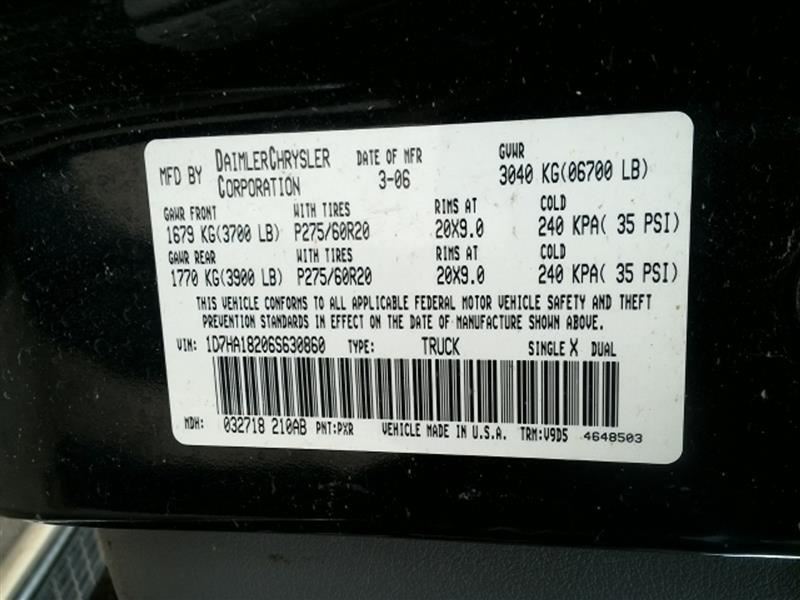 MFD BY DAIMLERCHRYSLER CORPORATION DATE OF MFR 3-06 GVWR 3040 KG(06700 LB)
GAWR FRONT WITH TIRES RIMS AT COLD
1679 KG(3700 LB) P275/60R20 20X9.0 240 KPA( 35 PSI)
GAWR REAR WITH TIRES RIMS AT COLD
1770 KG(3900 LB) P275/60R20 20X9.0 240 KPA( 35 PSI)
THIS VEHICLE CONFORMS TO ALL APPLICABLE FEDERAL MOTOR VEHICLE SAFETY AND THEFT
PREVENTION STANDARDS IN EFFECT ON THE DATE OF MANUFACTURE SHOWN ABOVE.
VIN: 1D7HA18206S630860 TYPE: TRUCK SINGLE X DUAL
MDH: 032718 210AB PNT:PXR VEHICLE MADE IN U.S.A. TRM:V9D5 4648503